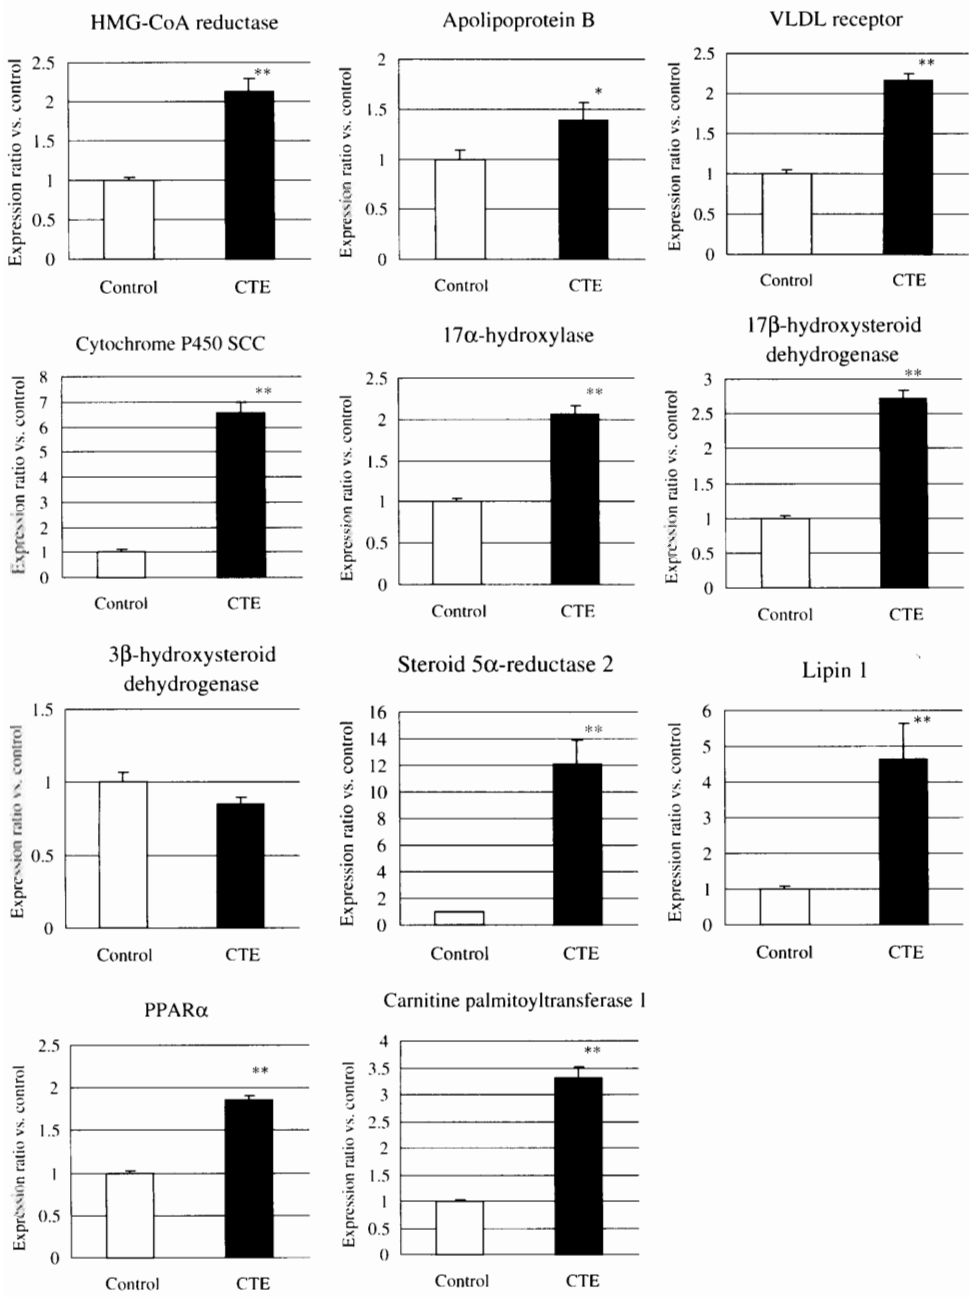 HMG-CoA reductase
Expression ratio vs. control
2.5
2
1.5
1
0.5
0
**
Control
CTE
Apolipoprotein B
Expression ratio vs. control
2
1.5
1
0.5
0
*
Control
CTE
VLDL receptor
Expression ratio vs. control
2.5
2
1.5
1
0.5
0
**
Control
CTE
Cytochrome P450 SCC
Expression ratio vs. control
8
7
6
5
4
3
2
1
0
**
Control
CTE
17α-hydroxylase
Expression ratio vs. control
2.5
2
1.5
1
0.5
0
**
Control
CTE
17β-hydroxysteroid
dehydrogenase
Expression ratio vs. control
3
2.5
2
1.5
1
0.5
0
**
Control
CTE
3β-hydroxysteroid
dehydrogenase
Expression ratio vs. control
1.5
1
0.5
0
Control
CTE
Steroid 5α-reductase 2
Expression ratio vs. control
16
14
12
10
8
6
4
2
0
**
Control
CTE
Lipin 1
Expression ratio vs. control
6
5
4
3
2
1
0
**
Control
CTE
PPARα
Expression ratio vs. control
2.5
2
1.5
1
0.5
0
**
Control
CTE
Carnitine palmitoyltransferase 1
Expression ratio vs. control
4
3.5
3
2.5
2
1.5
1
0.5
0
**
Control
CTE